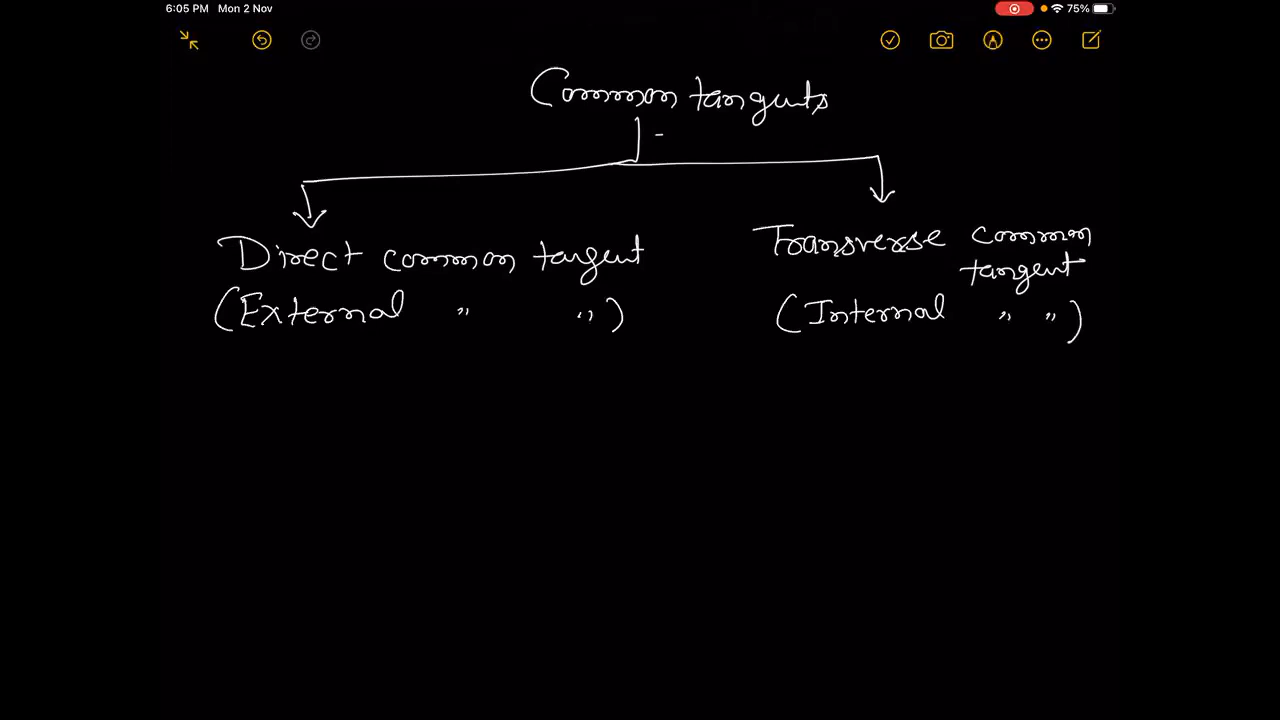 6:05 PM Mon 2 Nov
75%
Common tangents
Direct common tangent
(External " ")
Transverse common
tangent
(Internal " ")